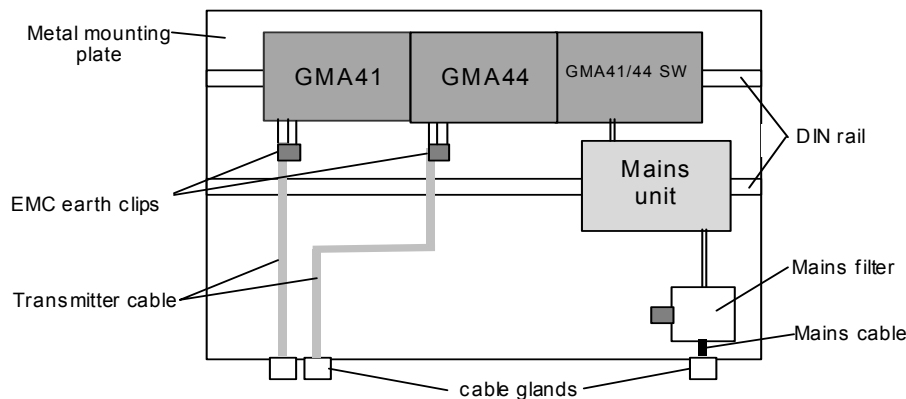 Metal mounting
plate
GMA41
GMA44
GMA41/44 SW
DIN rail
Mains
unit
EMC earth clips
Mains filter
Transmitter cable
Mains cable
cable glands